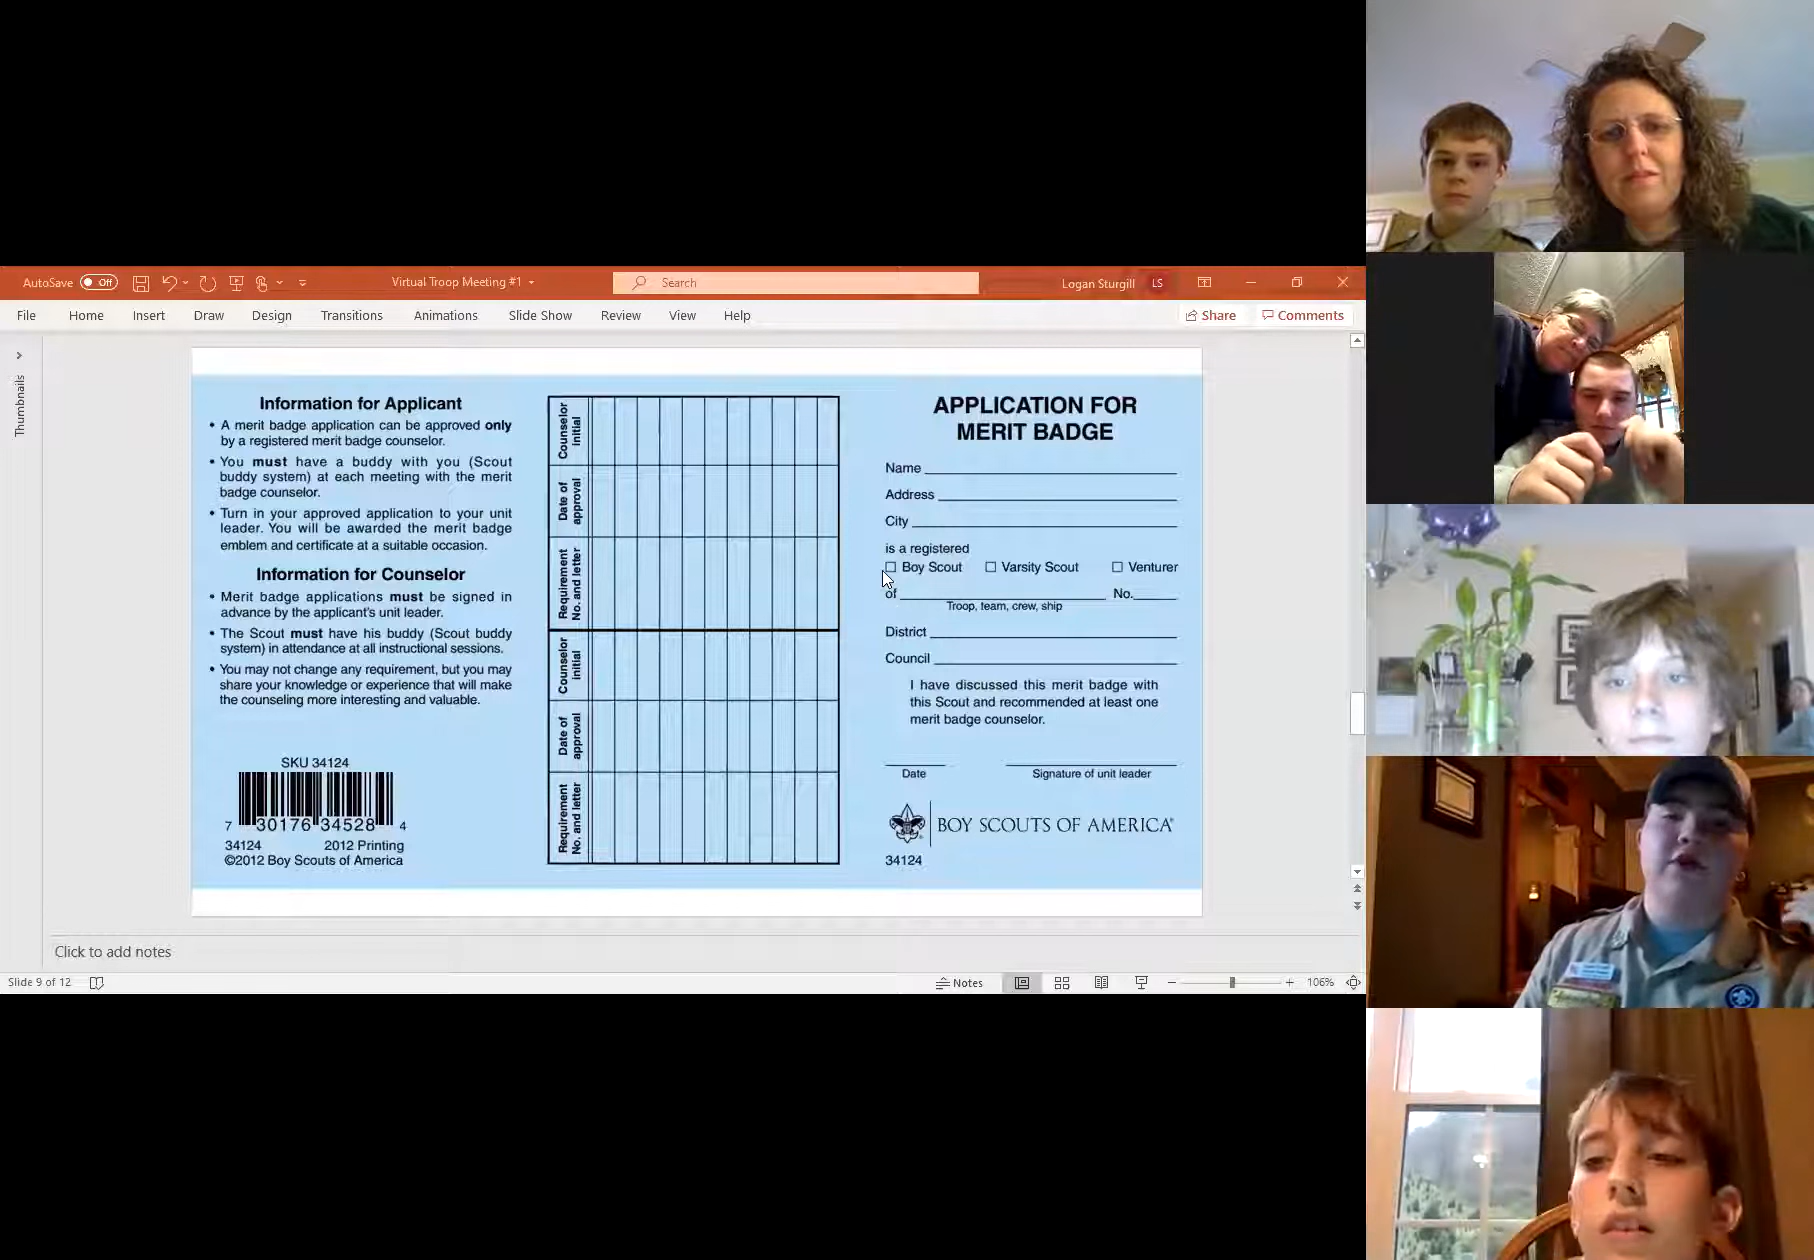 AutoSave Off
Virtual Troop Meeting #1
Search
Logan Sturgill LS
File Home Insert Draw Design Transitions Animations Slide Show Review View Help
Share Comments
Thumbnails
Information for Applicant
• A merit badge application can be approved only
by a registered merit badge counselor.
• You must have a buddy with you (Scout
buddy system) at each meeting with the merit
badge counselor.
• Turn in your approved application to your unit
leader. You will be awarded the merit badge
emblem and certificate at a suitable occasion.
Information for Counselor
• Merit badge applications must be signed in
advance by the applicant's unit leader.
• The Scout must have his buddy (Scout buddy
system) in attendance at all instructional sessions.
• You may not change any requirement, but you may
share your knowledge or experience that will make
the counseling more interesting and valuable.
SKU 34124
7 30176 34528 4
34124 2012 Printing
©2012 Boy Scouts of America
Counselor
initial
Date of
approval
Requirement
No. and letter
Counselor
initial
Date of
approval
Requirement
No. and letter
APPLICATION FOR
MERIT BADGE
Name
Address
City
is a registered
Boy Scout Varsity Scout Venturer
of No.
Troop, team, crew, ship
District
Council
I have discussed this merit badge with
this Scout and recommended at least one
merit badge counselor.
Date Signature of unit leader
BOY SCOUTS OF AMERICA®
34124
Click to add notes
Slide 9 of 12
Notes
106%